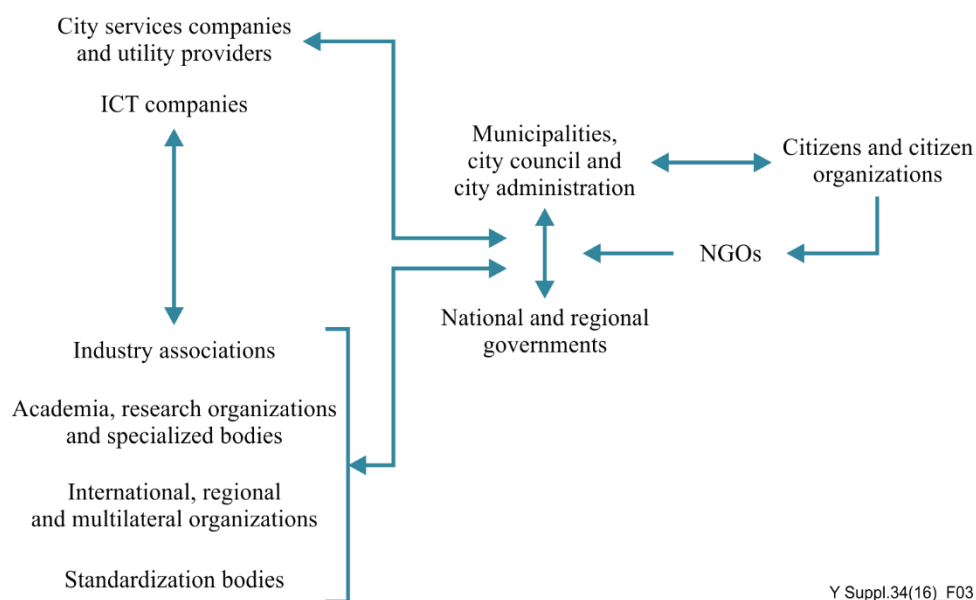 City services companies
and utility providers
ICT companies
Municipalities,
city council and
city administration
Citizens and citizen
organizations
NGOs
National and regional
governments
Industry associations
Academia, research organizations
and specialized bodies
International, regional
and multilateral organizations
Standardization bodies
Y Suppl.34(16)_F03